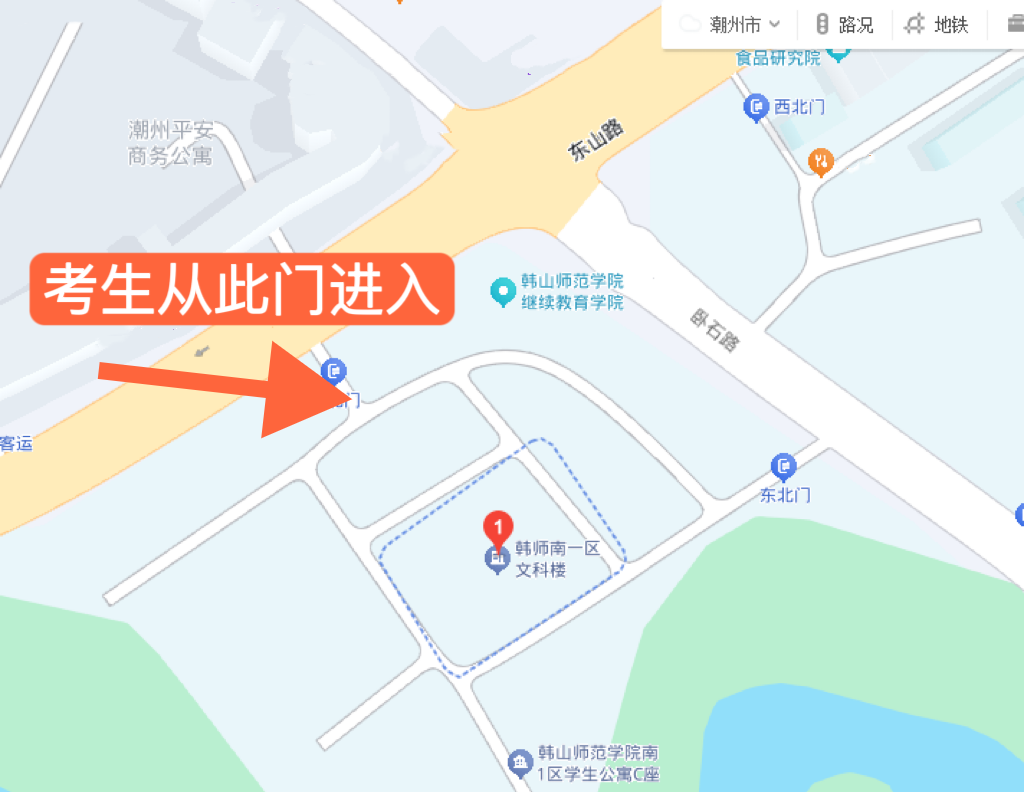 潮州市
路况
地铁
食品研究院
西北门
东山路
潮州平安
商务公寓
考生从此门进入
韩山师范学院
继续教育学院
卧石路
门
客运
东北门
1
韩师南一区
文科楼
韩山师范学院南
1区学生公寓C座